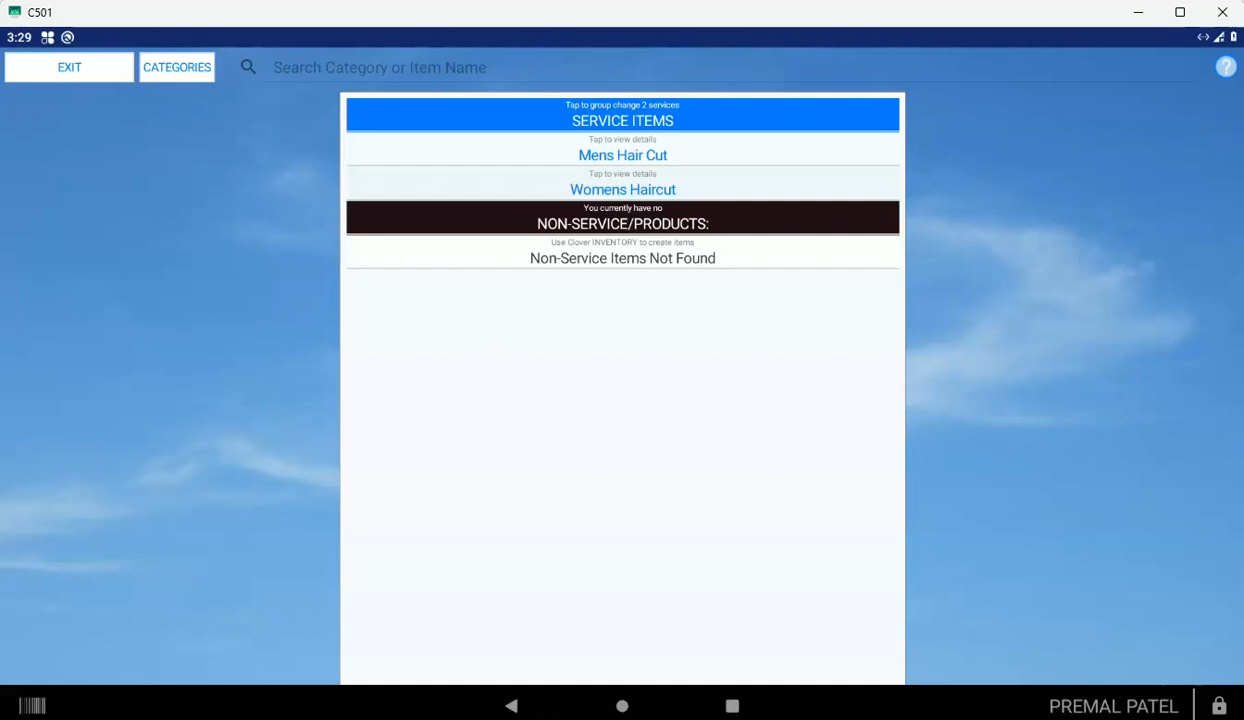 C501
3:29
EXIT
CATEGORIES
Search Category or Item Name
?
Tap to group change 2 services
SERVICE ITEMS
Tap to view details
Mens Hair Cut
Tap to view details
Womens Haircut
You currently have no
NON-SERVICE/PRODUCTS:
Use Clover INVENTORY to create items
Non-Service Items Not Found
PREMAL PATEL